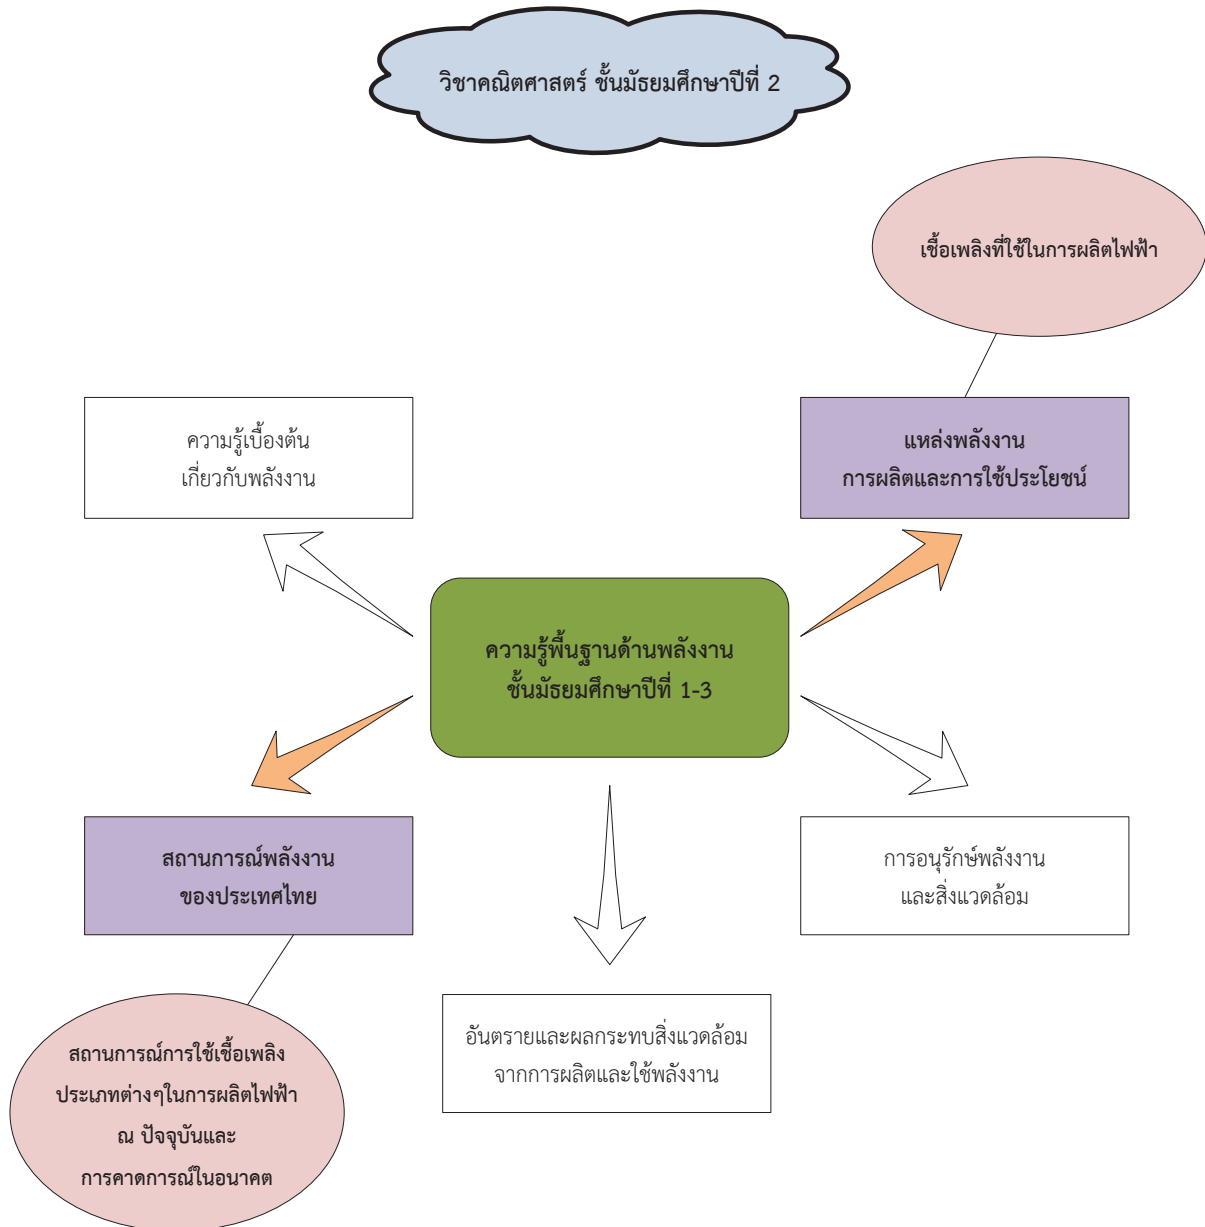 วิชาคณิตศาสตร์ ชั้นมัธยมศึกษาปีที่ 2
เชื้อเพลิงที่ใช้ในการผลิตไฟฟ้า
ความรู้เบื้องต้น
เกี่ยวกับพลังงาน
แหล่งพลังงาน
การผลิตและการใช้ประโยชน์
ความรู้พื้นฐานด้านพลังงาน
ชั้นมัธยมศึกษาปีที่ 1-3
สถานการณ์พลังงาน
ของประเทศไทย
การอนุรักษ์พลังงาน
และสิ่งแวดล้อม
อันตรายและผลกระทบสิ่งแวดล้อม
จากการผลิตและใช้พลังงาน
สถานการณ์การใช้เชื้อเพลิง
ประเภทต่างๆในการผลิตไฟฟ้า
ณ ปัจจุบันและ
การคาดการณ์ในอนาคต